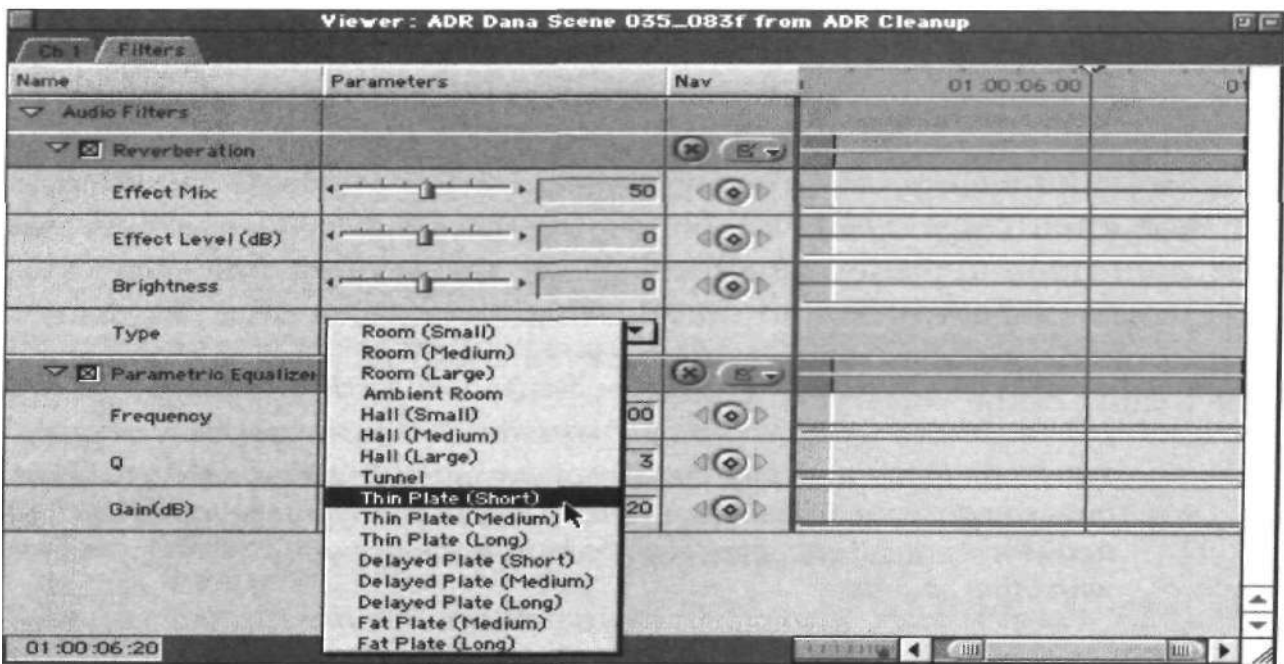 Viewer : ADR Dana Scene 035_083f from ADR Cleanup
Ch 1 Filters
Name Parameters Nav 01:00:06:00 01
Audio Filters
Reverberation
Effect Mix 50
Effect Level (dB) 0
Brightness 0
Type
Room (Small)
Room (Medium)
Room (Large)
Ambient Room
Hall (Small)
Hall (Medium)
Hall (Large)
Tunnel
Thin Plate (Short)
Thin Plate (Medium)
Thin Plate (Long)
Delayed Plate (Short)
Delayed Plate (Medium)
Delayed Plate (Long)
Fat Plate (Medium)
Fat Plate (Long)
Parametric Equalizer
Frequency 00
Q 3
Gain(dB) 20
01:00:06:20